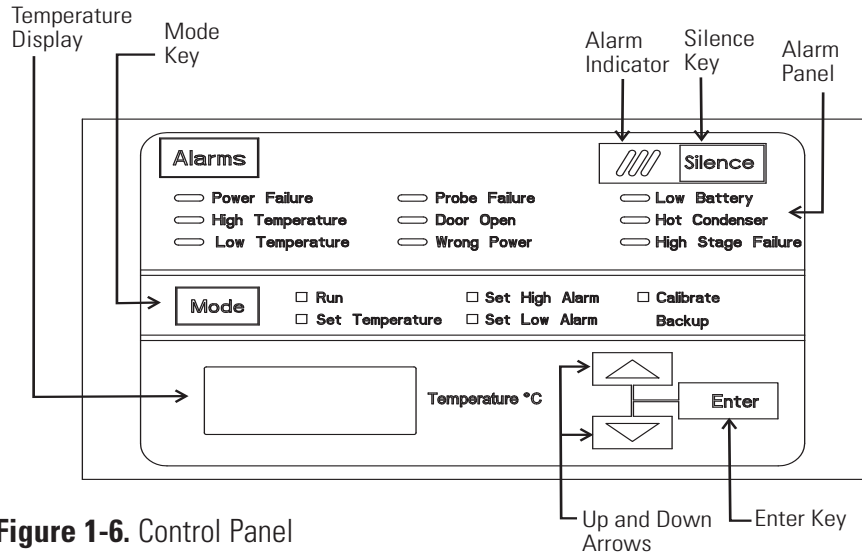 Temperature
Display
Mode
Key
Alarm
Indicator
Silence
Key
Alarm
Panel
Alarms
Silence
Power Failure
Probe Failure
Low Battery
High Temperature
Door Open
Hot Condenser
Low Temperature
Wrong Power
High Stage Failure
Mode
Run
Set High Alarm
Calibrate
Set Temperature
Set Low Alarm
Backup
Temperature °C
Enter
Figure 1-6. Control Panel
Up and Down
Arrows
Enter Key